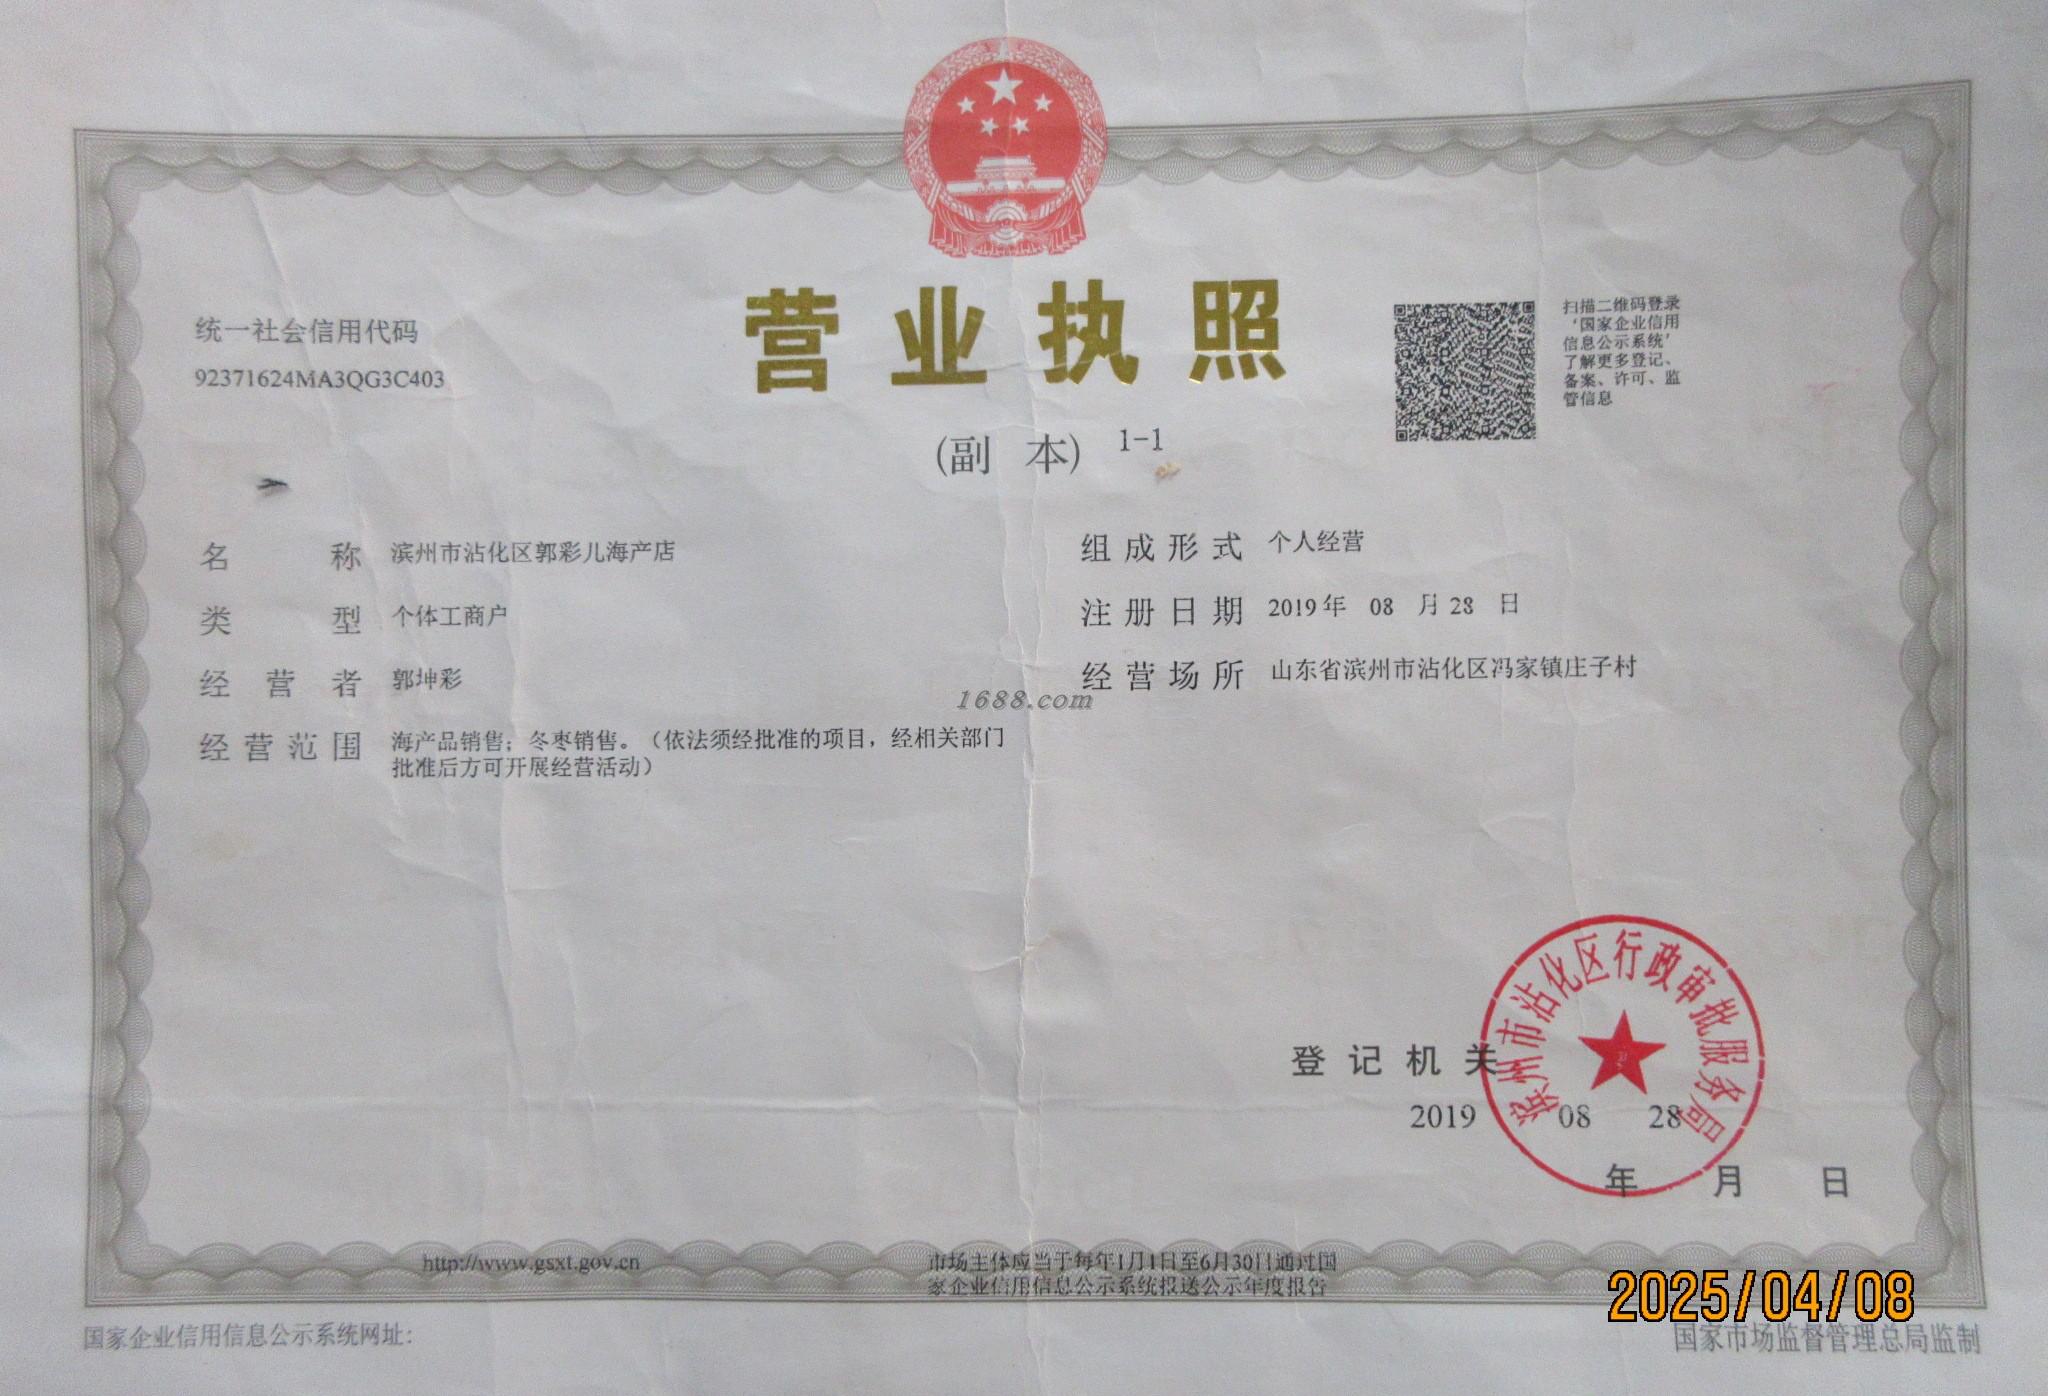 统一社会信用代码
92371624MA3QG3C403
营业执照
(副 本) 1-1
扫描二维码登录
‘国家企业信用
信息公示系统’
了解更多登记、
备案、许可、监
管信息
名 称 滨州市沾化区郭彩儿海产店
类 型 个体工商户
经 营 者 郭坤彩
经 营 范 围 海产品销售；冬枣销售。（依法须经批准的项目，经相关部门
批准后方可开展经营活动）
组 成 形 式 个人经营
注 册 日 期 2019 年 08 月 28 日
经 营 场 所 山东省滨州市沾化区冯家镇庄子村
1688.com
登 记 机 关
滨州市沾化区行政审批服务局
2019 08 28
年 月 日
http://www.gsxt.gov.cn
市场主体应当于每年1月1日至6月30日通过国
家企业信用信息公示系统报送公示年度报告
2025/04/08
国家企业信用信息公示系统网址:
国家市场监督管理总局监制